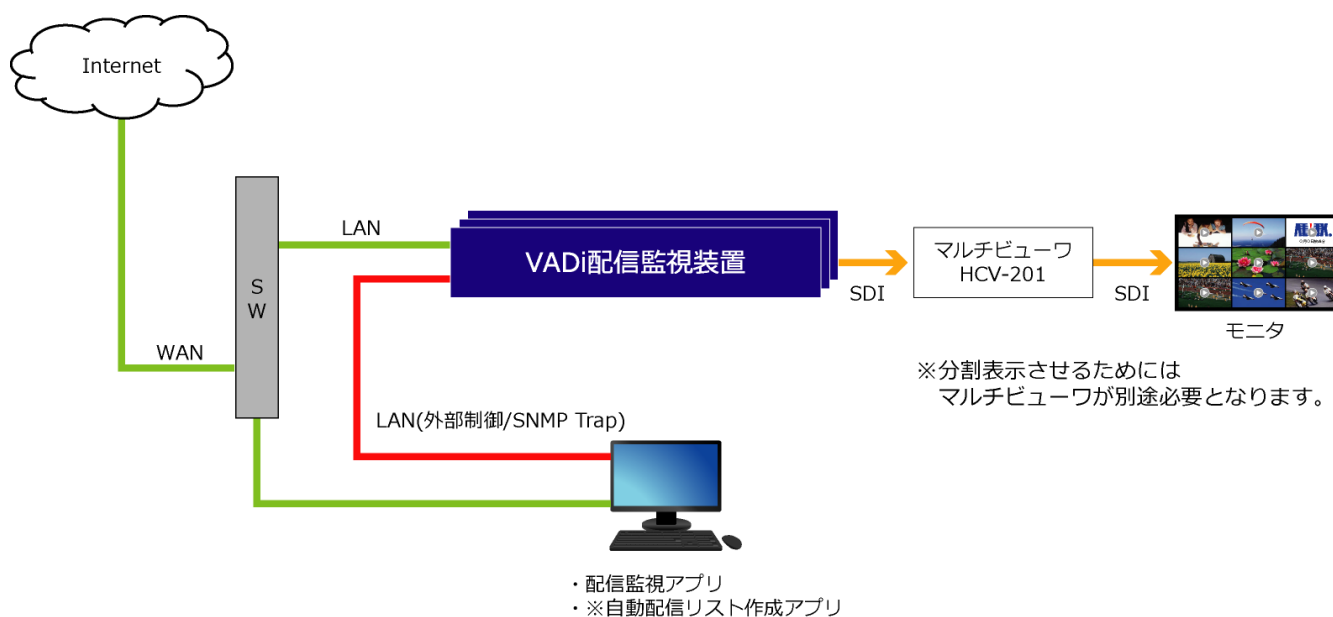 Internet
LAN
VADi配信監視装置
S
W
マルチビューワ
HCV-201
SDI
SDI
モニタ
WAN
※分割表示させるためには
マルチビューワが別途必要となります。
LAN(外部制御/SNMP Trap)
・配信監視アプリ
・※自動配信リスト作成アプリ